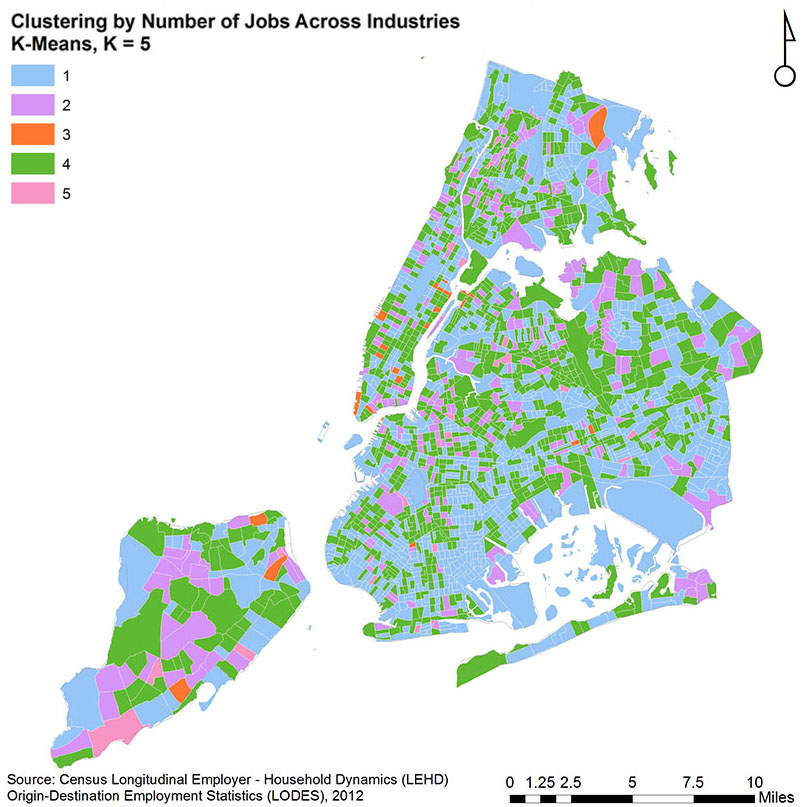 Clustering by Number of Jobs Across Industries
K-Means, K = 5
1
2
3
4
5
Source: Census Longitudinal Employer - Household Dynamics (LEHD)
Origin-Destination Employment Statistics (LODES), 2012
0 1.25 2.5 5 7.5 10
Miles